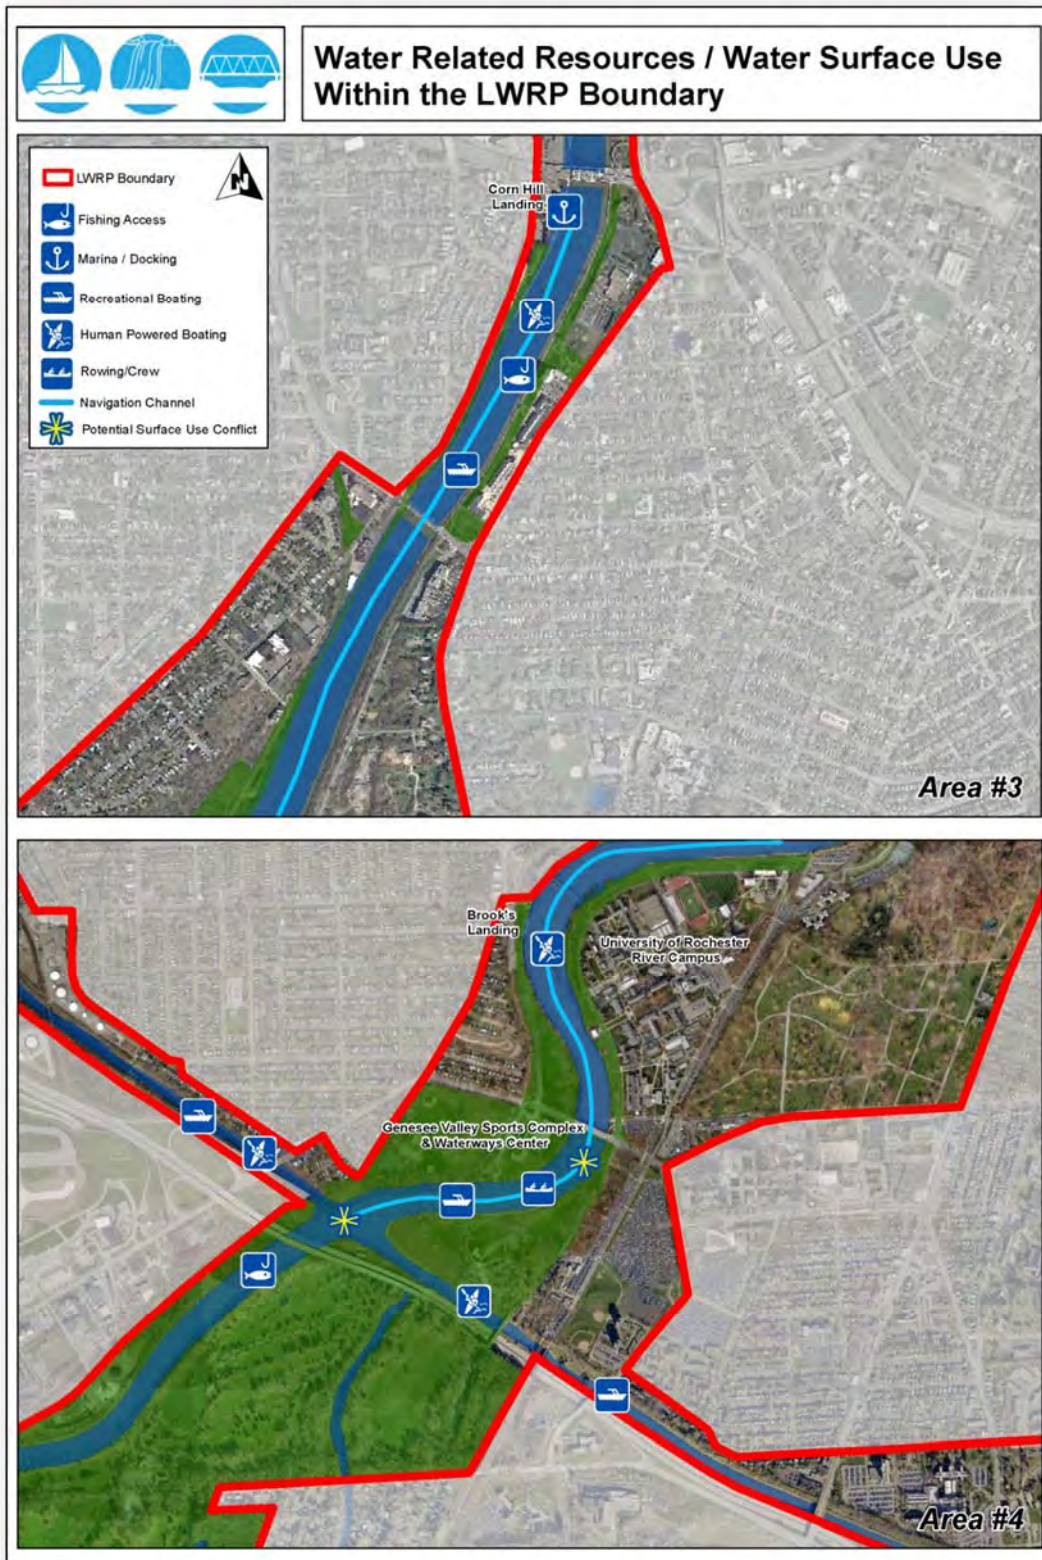 Water Related Resources / Water Surface Use
Within the LWRP Boundary
N
LWRP Boundary
Fishing Access
Marina / Docking
Recreational Boating
Human Powered Boating
Rowing/Crew
Navigation Channel
Potential Surface Use Conflict
Corn Hill
Landing
Area #3
Brook's
Landing
University of Rochester
River Campus
Genesee Valley Sports Complex
& Waterways Center
Area #4